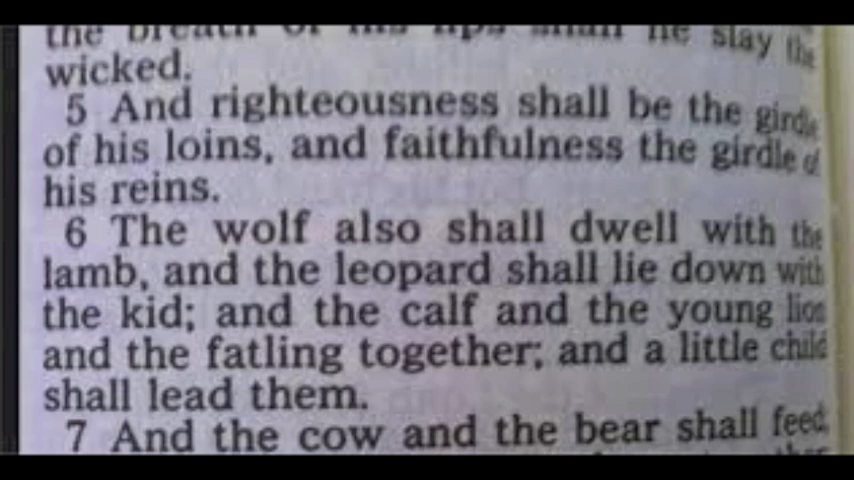 the breath of his lips shall he slay the
wicked.
5 And righteousness shall be the girdle
of his loins, and faithfulness the girdle of
his reins.
6 The wolf also shall dwell with the
lamb, and the leopard shall lie down with
the kid; and the calf and the young lion
and the fatling together; and a little child
shall lead them.
7 And the cow and the bear shall feed